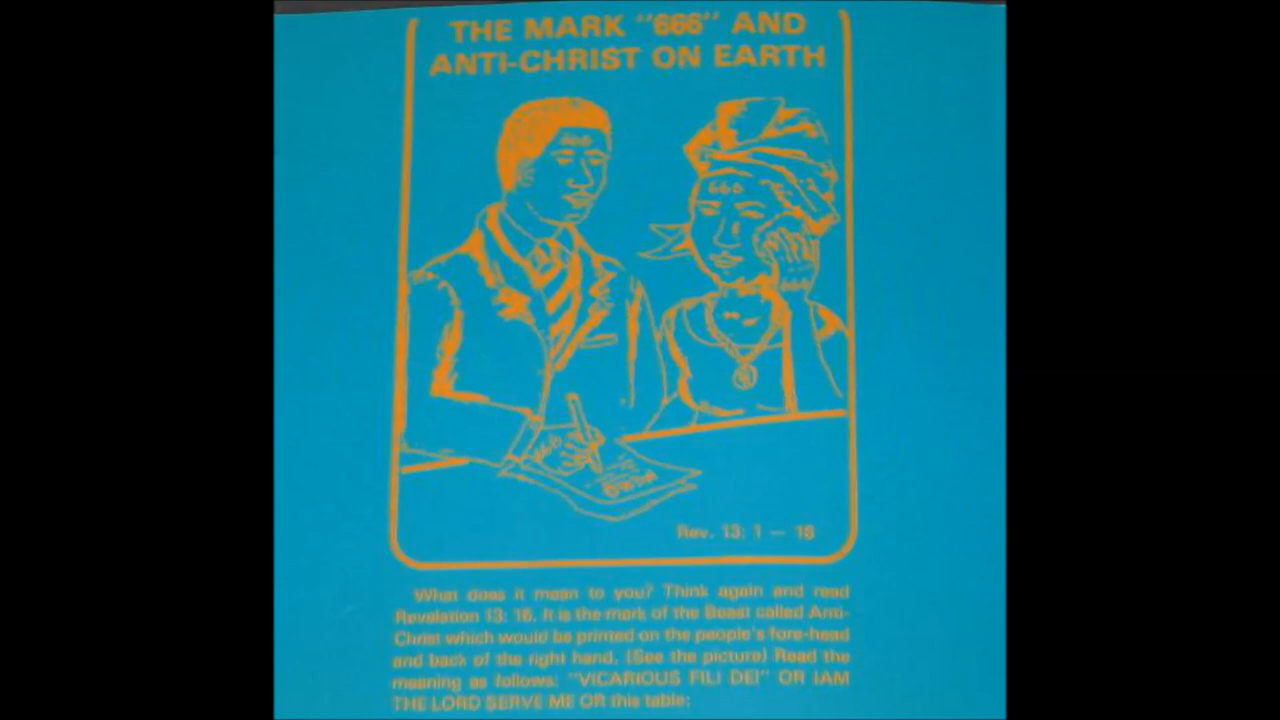 THE MARK "666" AND
ANTI-CHRIST ON EARTH
666
666
666
Rev. 13: 1 — 18
What does it mean to you? Think again and read
Revelation 13: 16. It is the mark of the Beast called Anti-
Christ which would be printed on the people's fore-head
and back of the right hand. (See the picture) Read the
meaning as follows: "VICARIOUS FILI DEI" OR IAM
THE LORD SERVE ME OR this table: